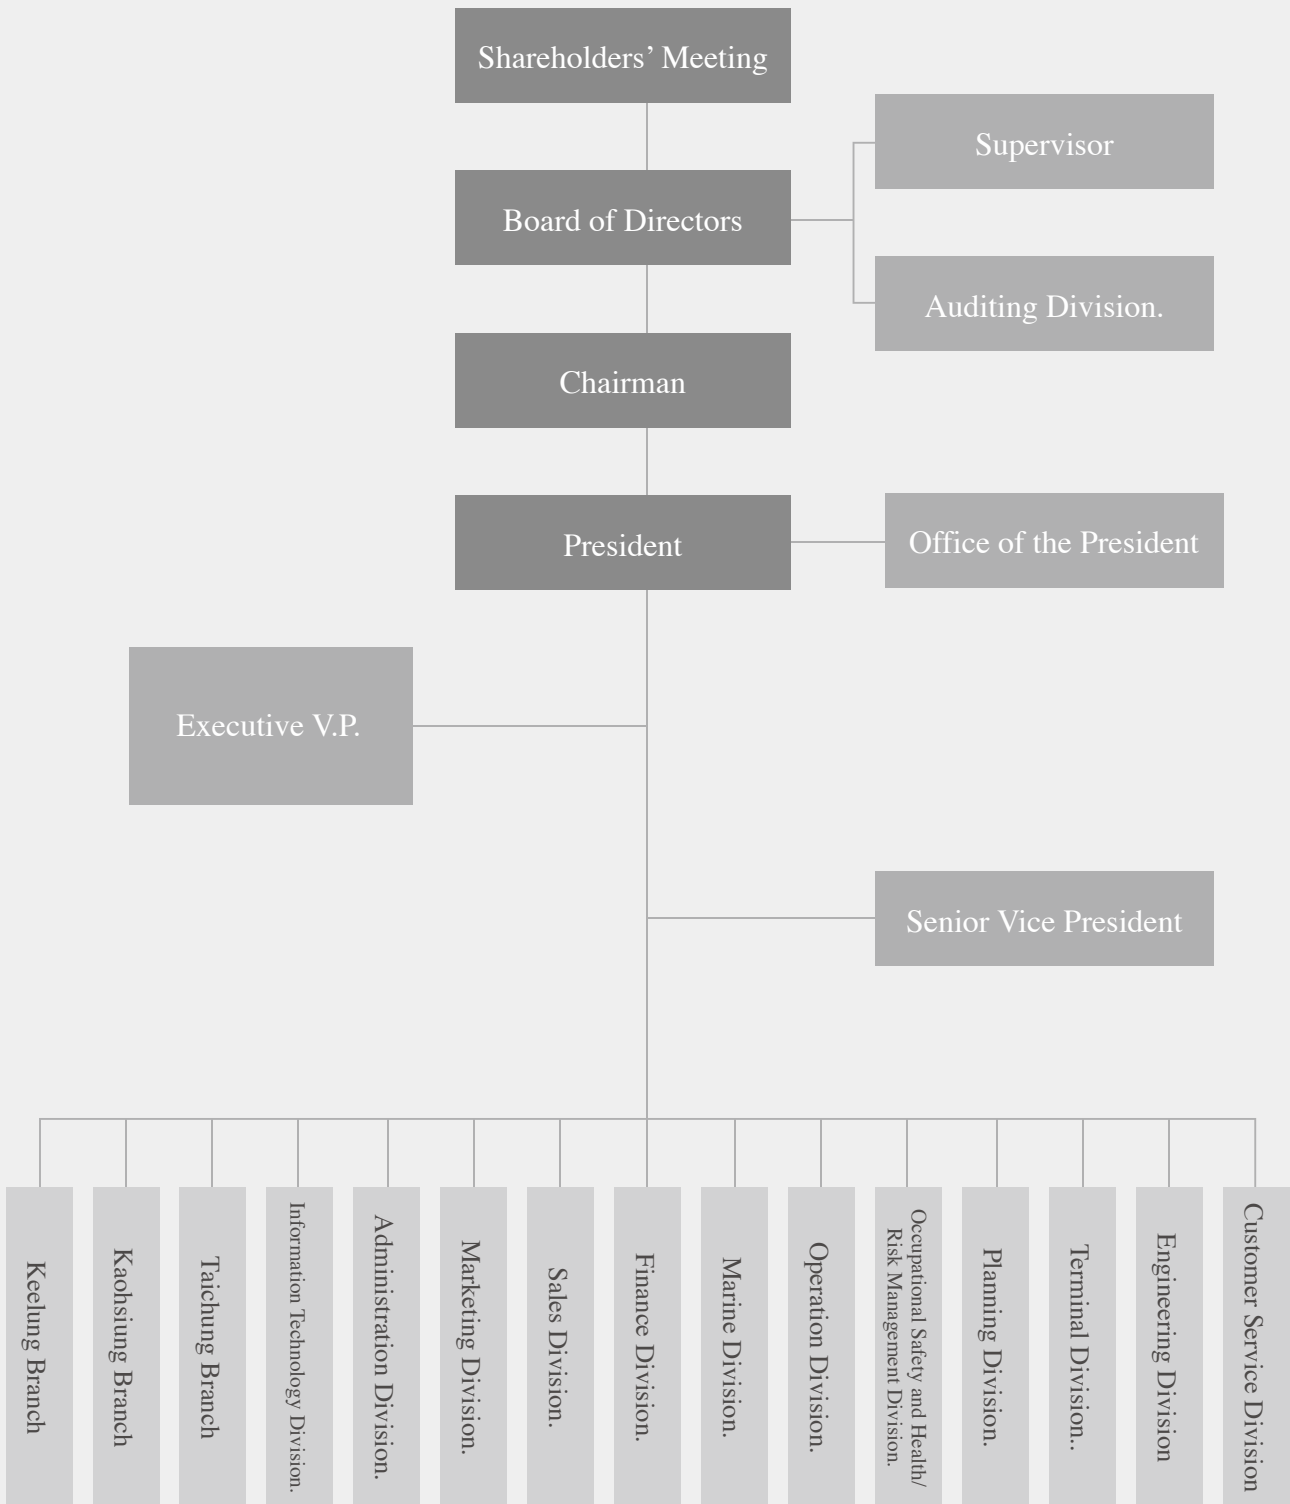 Shareholders’ Meeting
Supervisor
Board of Directors
Auditing Division.
Chairman
President
Office of the President
Executive V.P.
Senior Vice President
Keelung Branch
Kaohsiung Branch
Taichung Branch
Information Technology Division.
Administration Division.
Marketing Division.
Sales Division.
Finance Division.
Marine Division.
Operation Division.
Occupational Safety and Health/
Risk Management Division.
Planning Division.
Terminal Division..
Engineering Division
Customer Service Division